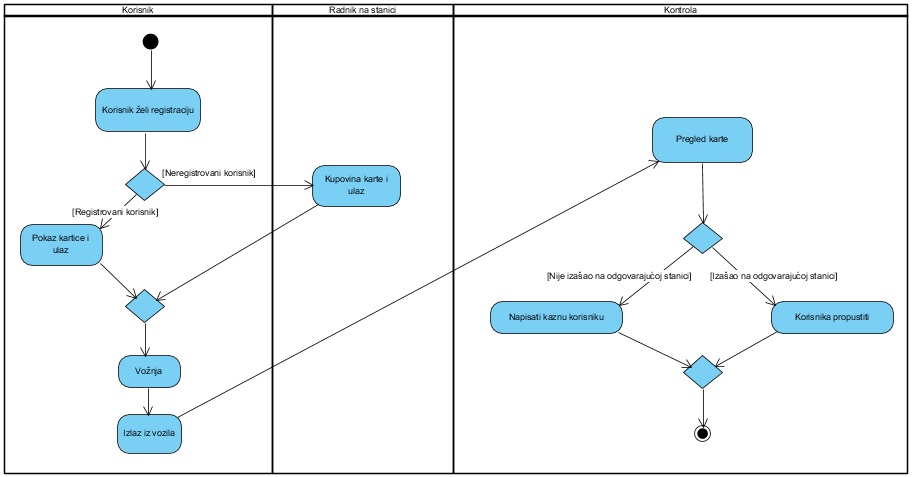 Korisnik
Radnik na stanici
Kontrola
Korisnik želi registraciju
[Neregistrovani korisnik]
[Registrovani korisnik]
Pokaz kartice i
ulaz
Kupovina karte i
ulaz
Vožnja
Izlaz iz vozila
Pregled karte
[Nije izašao na odgovarajućoj stanici]
[Izašao na odgovarajućoj stanici]
Napisati kaznu korisniku
Korisnika propustiti